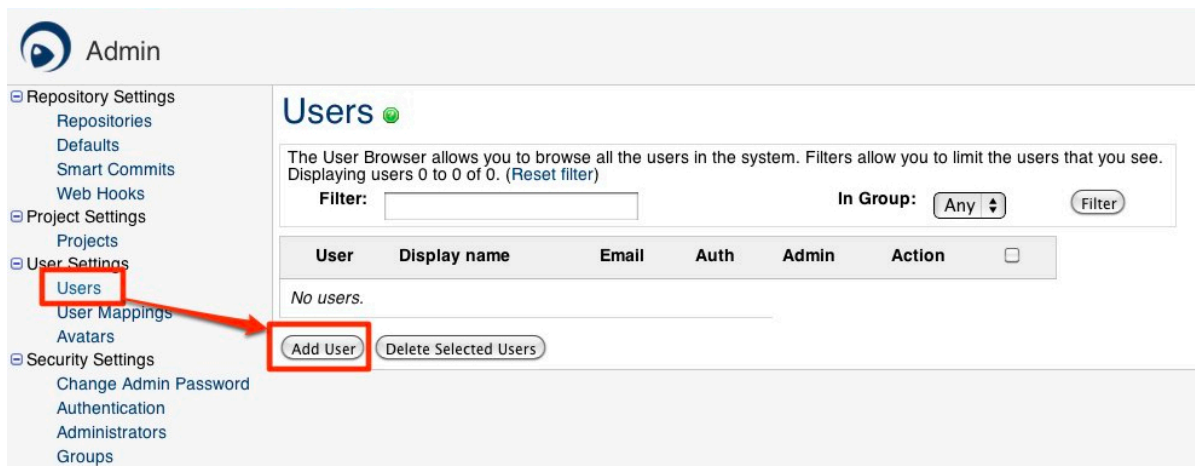 Admin
Repository Settings
Repositories
Defaults
Smart Commits
Web Hooks
Project Settings
Projects
User Settings
Users
User Mappings
Avatars
Security Settings
Change Admin Password
Authentication
Administrators
Groups
Users
The User Browser allows you to browse all the users in the system. Filters allow you to limit the users that you see.
Displaying users 0 to 0 of 0. (Reset filter)
Filter: In Group: Any Filter
User Display name Email Auth Admin Action
No users.
Add User Delete Selected Users